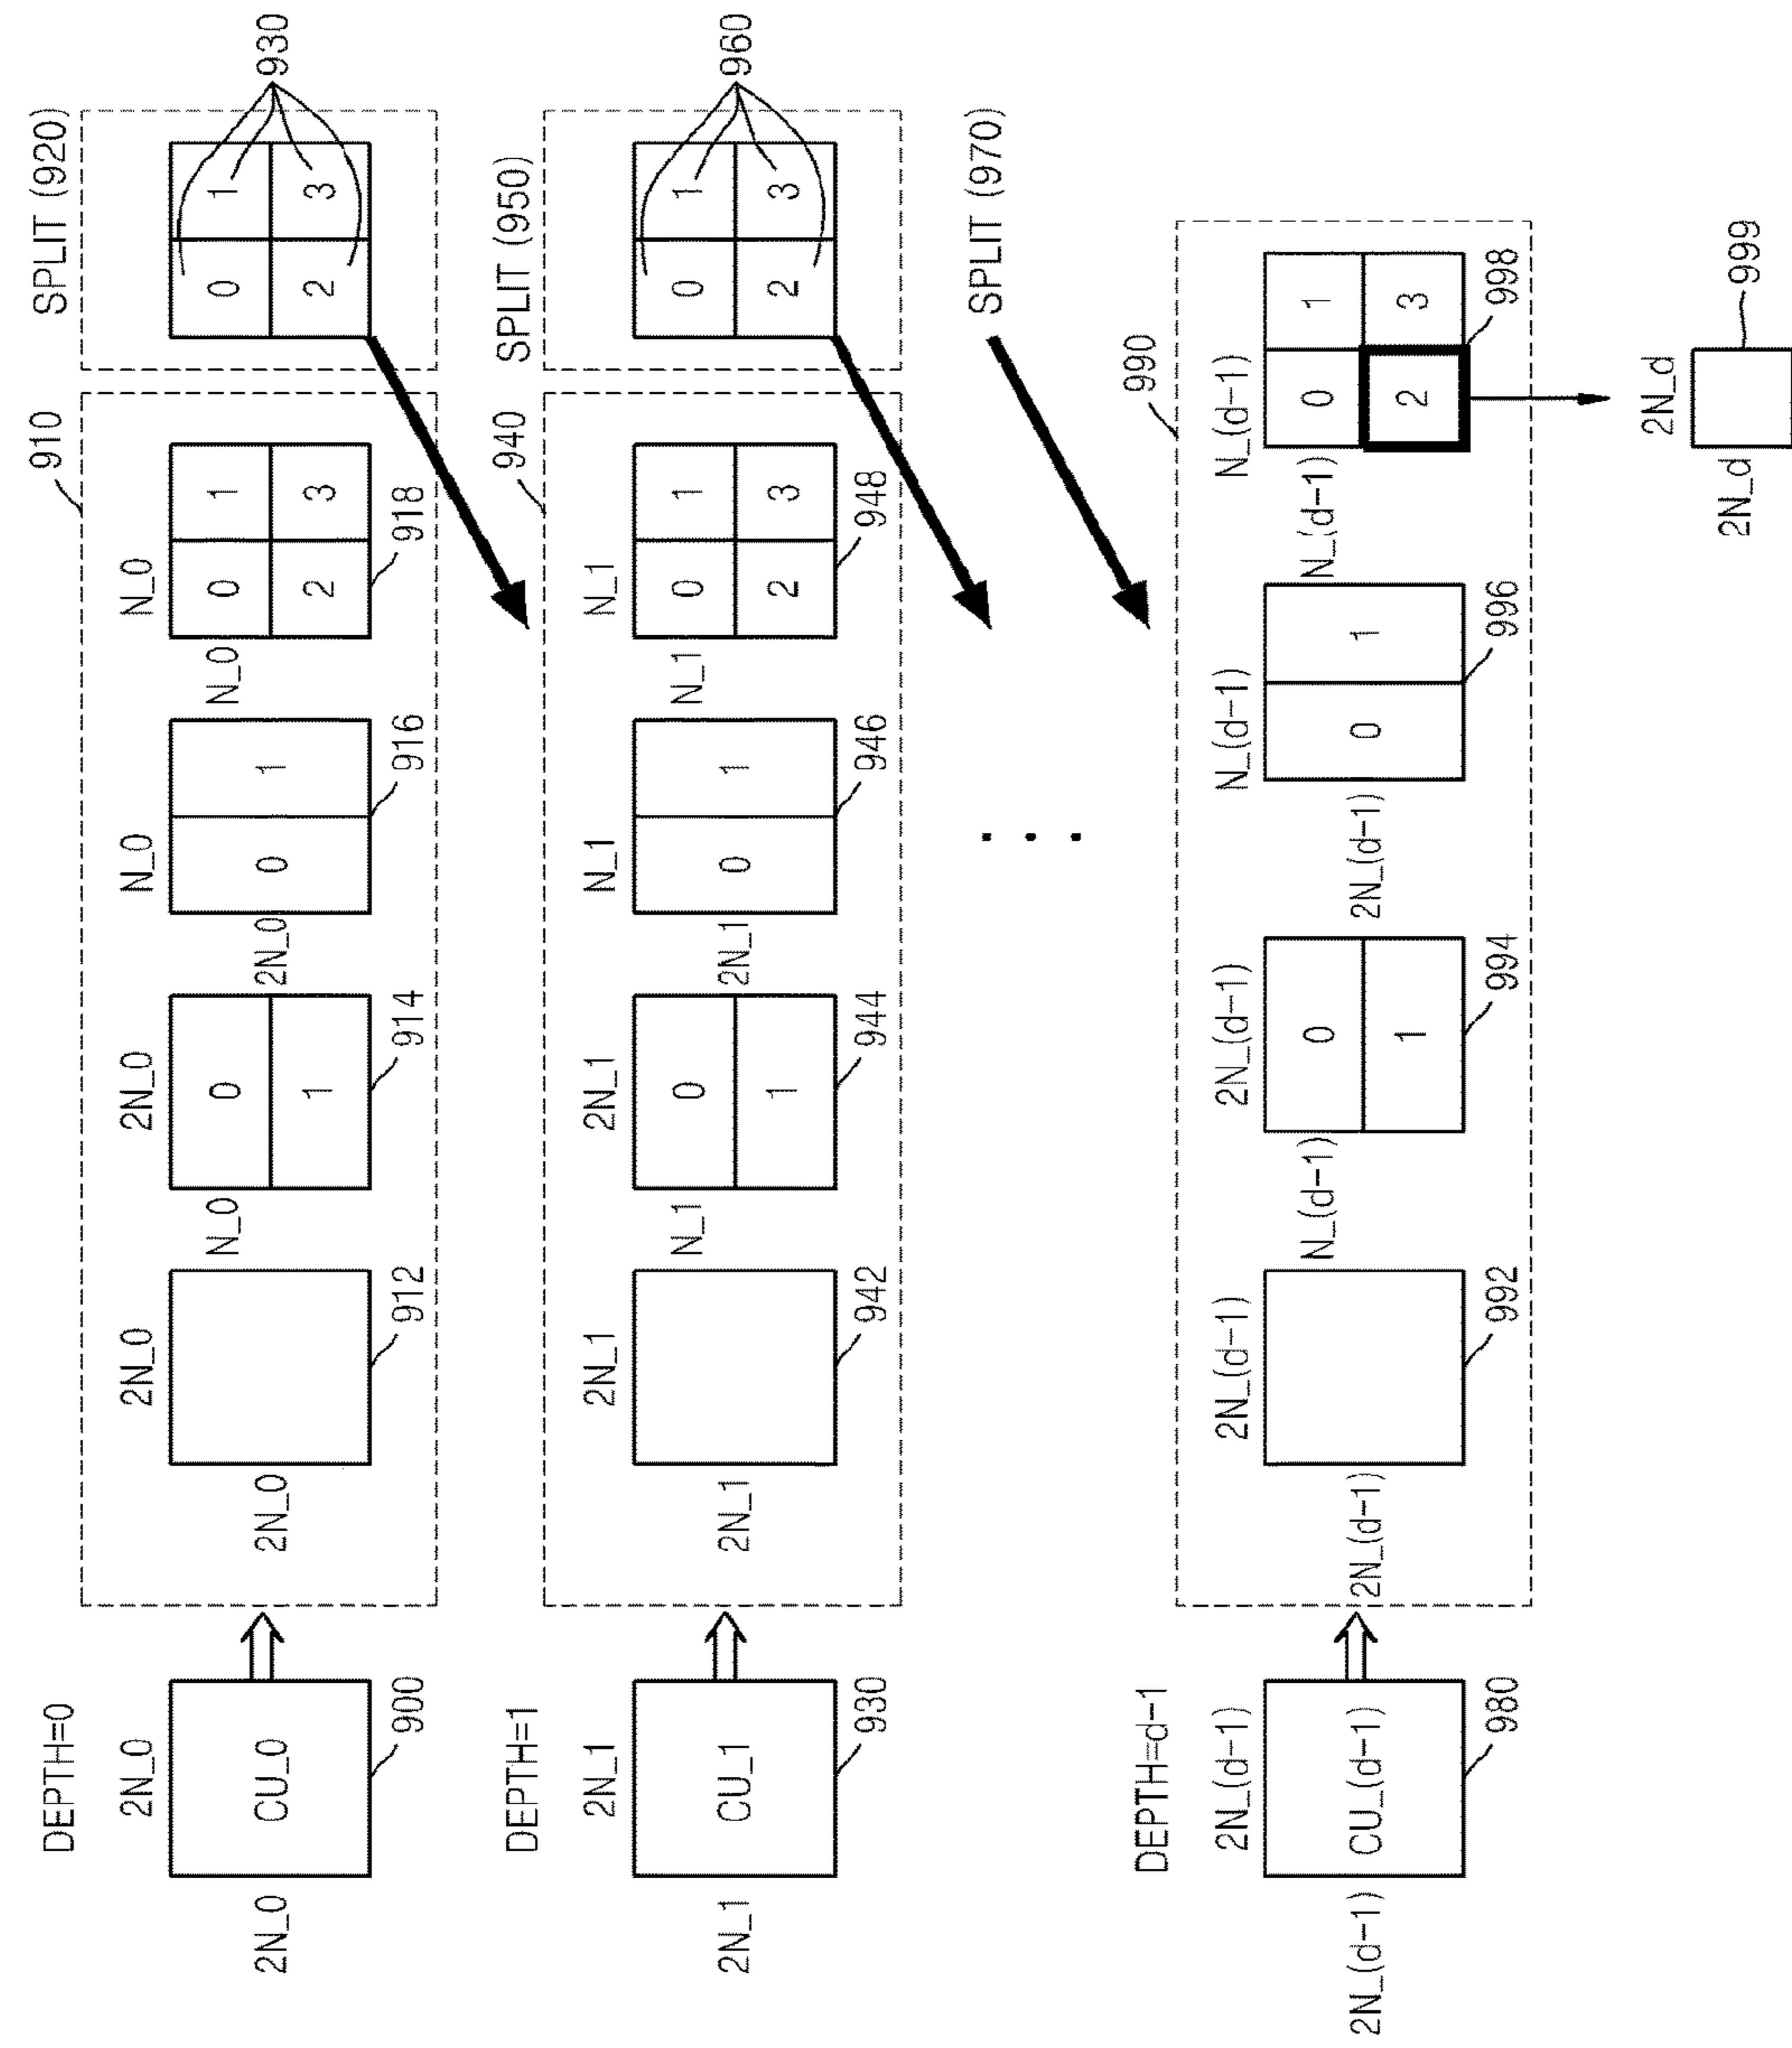 DEPTH=0
2N_0
2N_0
CU_0
900
910
2N_0
2N_0
912
2N_0
N_0
0
1
914
N_0
2N_0
0
1
916
N_0
N_0
0
1
2
3
918
SPLIT (920)
0
1
2
3
930
DEPTH=1
2N_1
2N_1
CU_1
930
940
2N_1
2N_1
942
2N_1
N_1
0
1
944
N_1
2N_1
0
1
946
N_1
N_1
0
1
2
3
948
SPLIT (950)
0
1
2
3
960
SPLIT (970)
. . .
DEPTH=d-1
2N_(d-1)
2N_(d-1)
CU_(d-1)
980
990
2N_(d-1)
2N_(d-1)
992
2N_(d-1)
N_(d-1)
0
1
994
N_(d-1)
2N_(d-1)
0
1
996
N_(d-1)
N_(d-1)
0
1
2
3
998
2N_d
2N_d
999